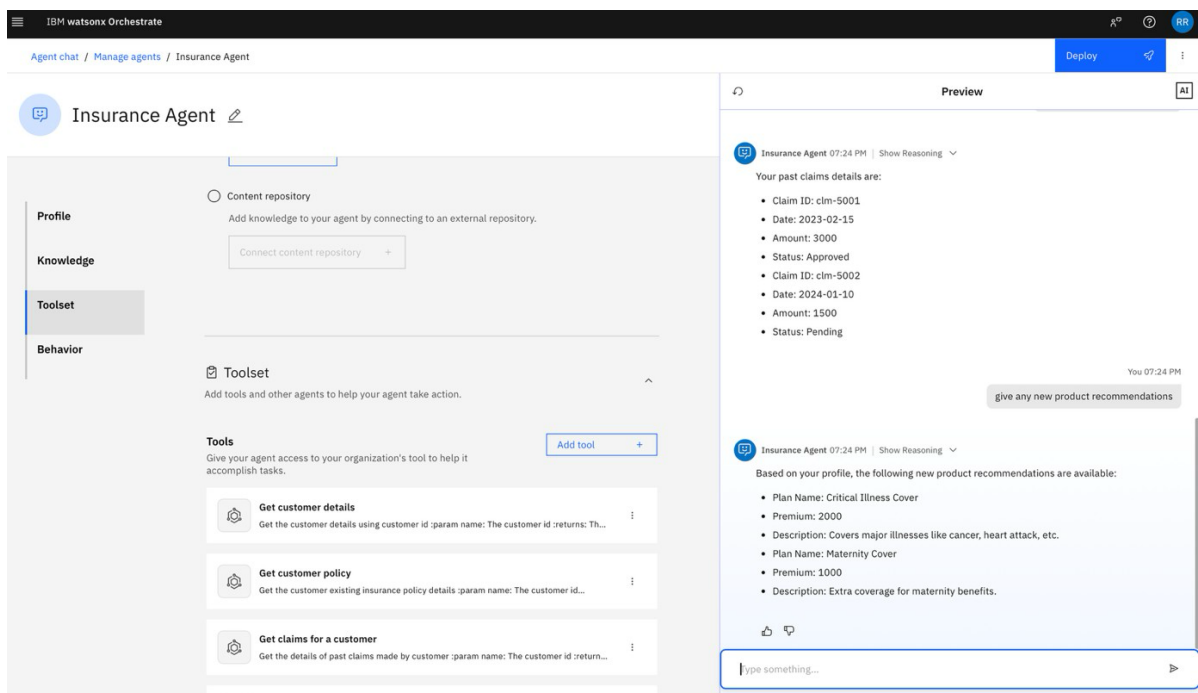 IBM watsonx Orchestrate
RR
Agent chat / Manage agents / Insurance Agent
Deploy
Insurance Agent
Profile
Knowledge
Toolset
Behavior
Content repository
Add knowledge to your agent by connecting to an external repository.
Connect content repository +
Toolset
Add tools and other agents to help your agent take action.
Tools
Add tool +
Give your agent access to your organization's tool to help it
accomplish tasks.
Get customer details
Get the customer details using customer id :param name: The customer id :returns: Th...
Get customer policy
Get the customer existing insurance policy details :param name: The customer id...
Get claims for a customer
Get the details of past claims made by customer :param name: The customer id :return...
Preview
AI
Insurance Agent 07:24 PM | Show Reasoning
Your past claims details are:
• Claim ID: clm-5001
• Date: 2023-02-15
• Amount: 3000
• Status: Approved
• Claim ID: clm-5002
• Date: 2024-01-10
• Amount: 1500
• Status: Pending
You 07:24 PM
give any new product recommendations
Insurance Agent 07:24 PM | Show Reasoning
Based on your profile, the following new product recommendations are available:
• Plan Name: Critical Illness Cover
• Premium: 2000
• Description: Covers major illnesses like cancer, heart attack, etc.
• Plan Name: Maternity Cover
• Premium: 1000
• Description: Extra coverage for maternity benefits.
Type something...